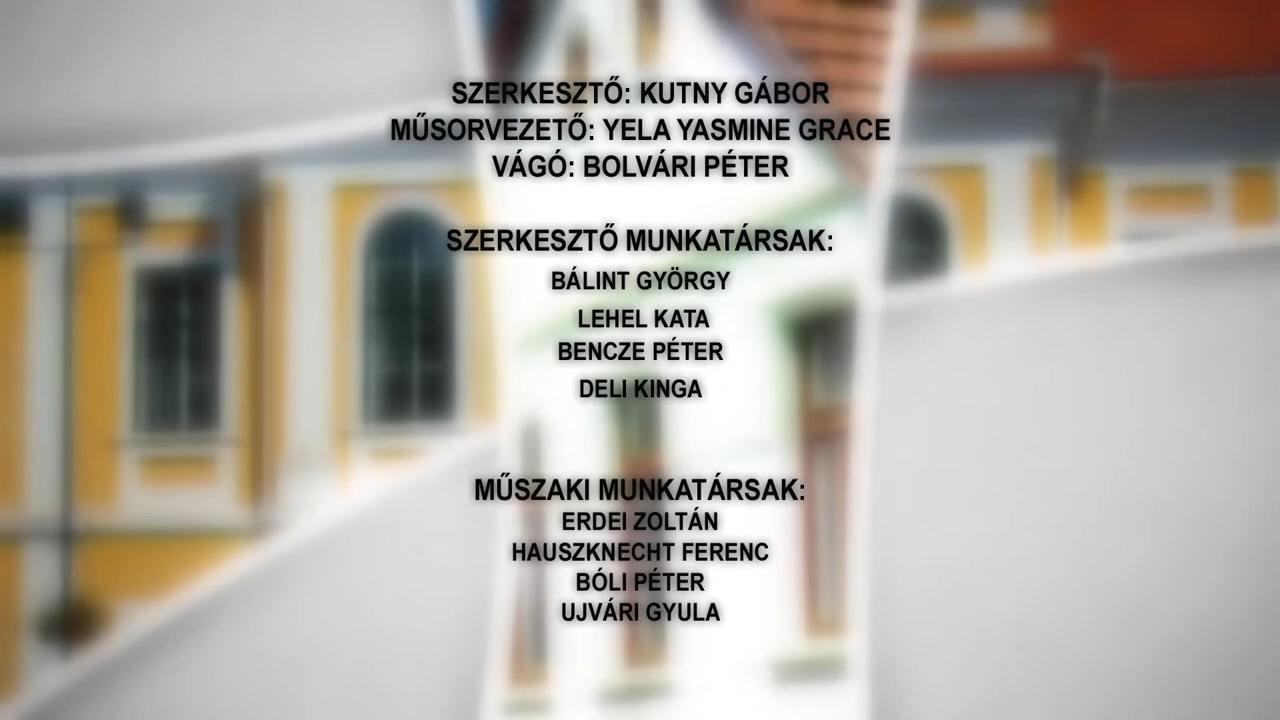 SZERKESZTŐ: KUTNY GÁBOR
MŰSORVEZETŐ: YELA YASMINE GRACE
VÁGÓ: BOLVÁRI PÉTER
SZERKESZTŐ MUNKATÁRSAK:
BÁLINT GYÖRGY
LEHEL KATA
BENCZE PÉTER
DELI KINGA
MŰSZAKI MUNKATÁRSAK:
ERDEI ZOLTÁN
HAUSZKNECHT FERENC
BÓLI PÉTER
UJVÁRI GYULA